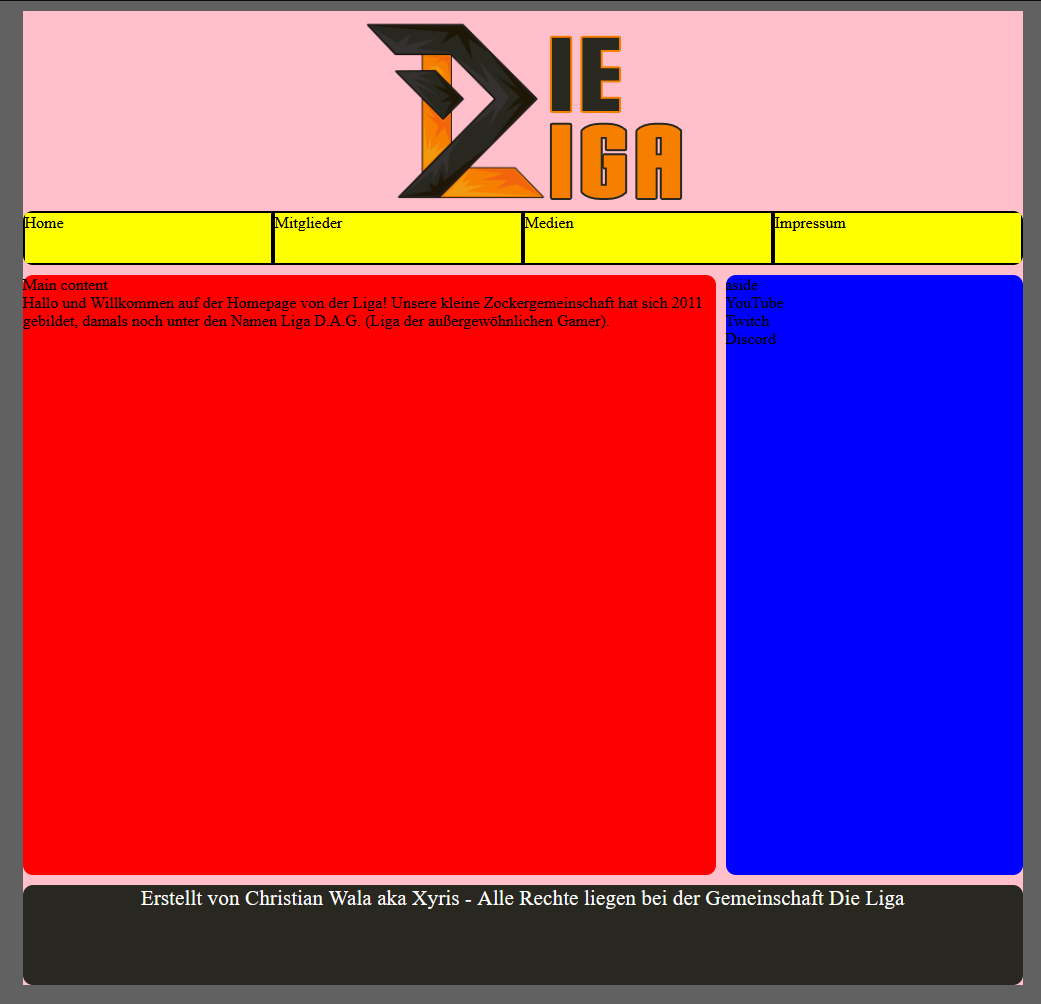 DIE
LIGA
Home
Mitglieder
Medien
Impressum
Main content
Hallo und Willkommen auf der Homepage von der Liga! Unsere kleine Zockergemeinschaft hat sich 2011
gebildet, damals noch unter den Namen Liga D.A.G. (Liga der außergewöhnlichen Gamer).
aside
YouTube
Twitch
Discord
Erstellt von Christian Wala aka Xyris - Alle Rechte liegen bei der Gemeinschaft Die Liga